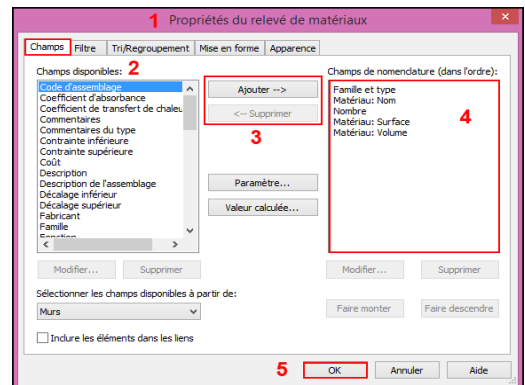 1 Propriétés du relevé de matériaux
Champs Filtre Tri/Regroupement Mise en forme Apparence
Champs disponibles: 2
Code d'assemblage
Coefficient d'absorbance
Coefficient de transfert de chaleu
Commentaires
Commentaires du type
Contrainte inférieure
Contrainte supérieure
Coût
Description
Description de l'assemblage
Décalage inférieur
Décalage supérieur
Fabricant
Famille
Fonction
Modifier... Supprimer
Sélectionner les champs disponibles à partir de:
Murs
Indure les éléments dans les liens
Ajouter -->
<-- Supprimer
3
Paramètre...
Valeur calculée...
Champs de nomenclature (dans l'ordre):
Famille et type
Matériau: Nom
Nombre
Matériau: Surface
Matériau: Volume
4
Modifier... Supprimer
Faire monter Faire descendre
5 OK Annuler Aide